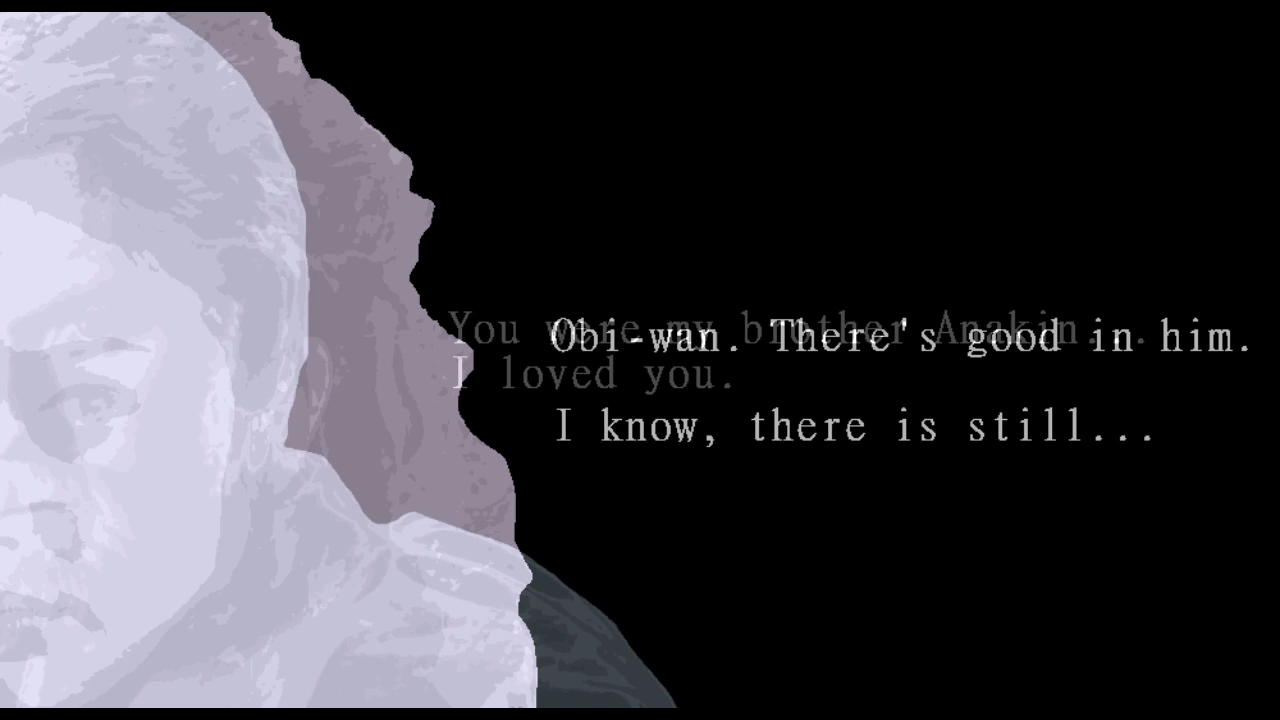 You were my brother Anakin...
I loved you.
Obi-wan. There's good in him.
I know, there is still...